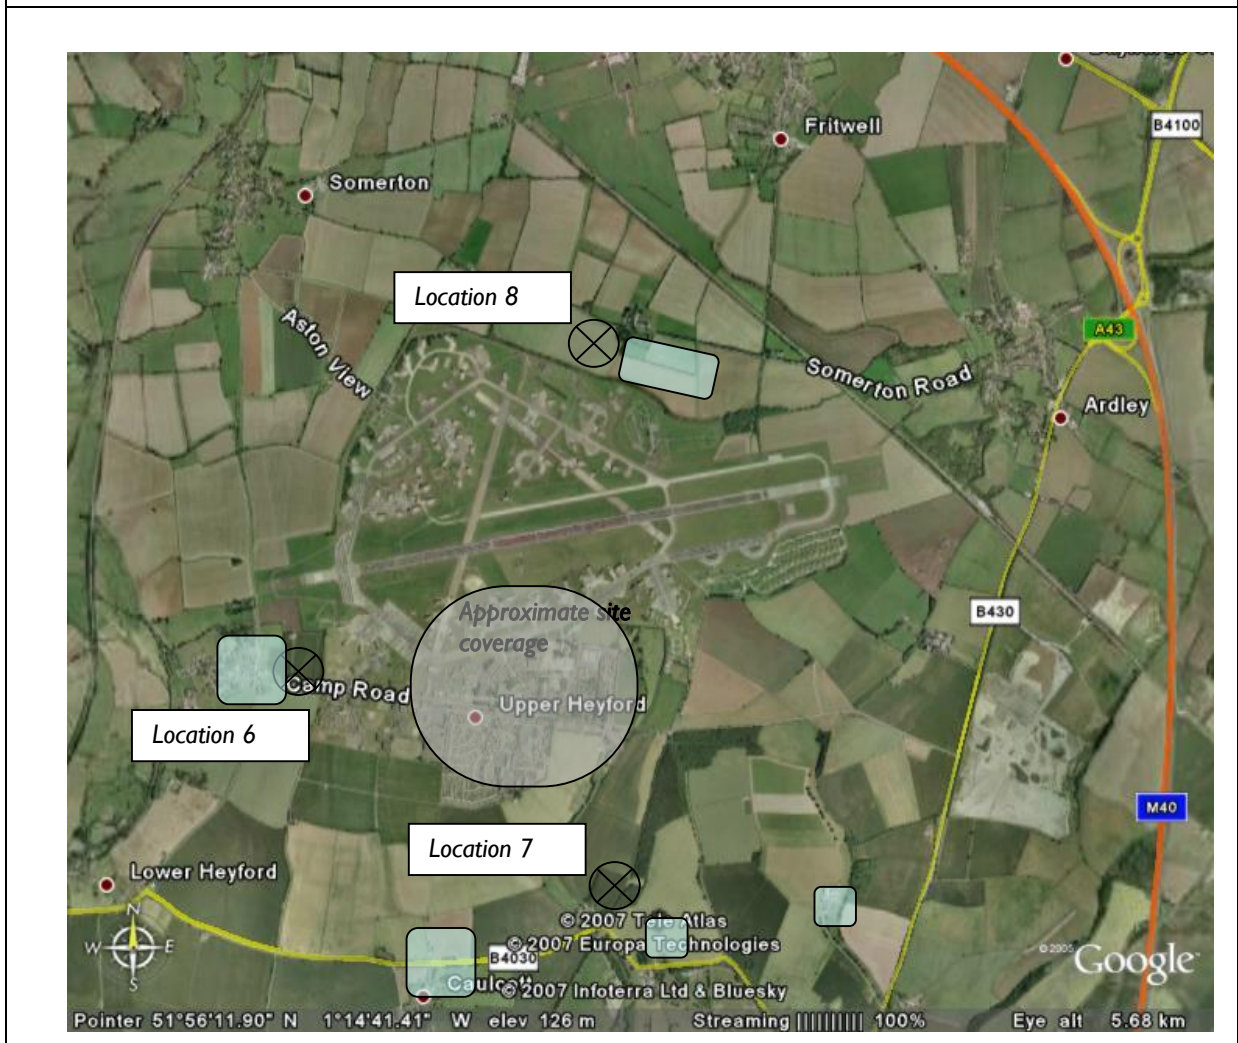 B4100
Fritwell
Somerton
Location 8
Aston View
A43
Somerton Road
Ardley
Approximate site
coverage
B430
Camp Road
Upper Heyford
Location 6
M40
Location 7
Lower Heyford
N
W E
S
© 2007 Tele Atlas
© 2007 Europa Technologies
B4030
© 2005 Google
Caulcott
© 2007 Infoterra Ltd & Bluesky
Pointer 51°56'11.90" N 1°14'41.41" W elev 126 m Streaming |||||||||| 100% Eye alt 5.68 km